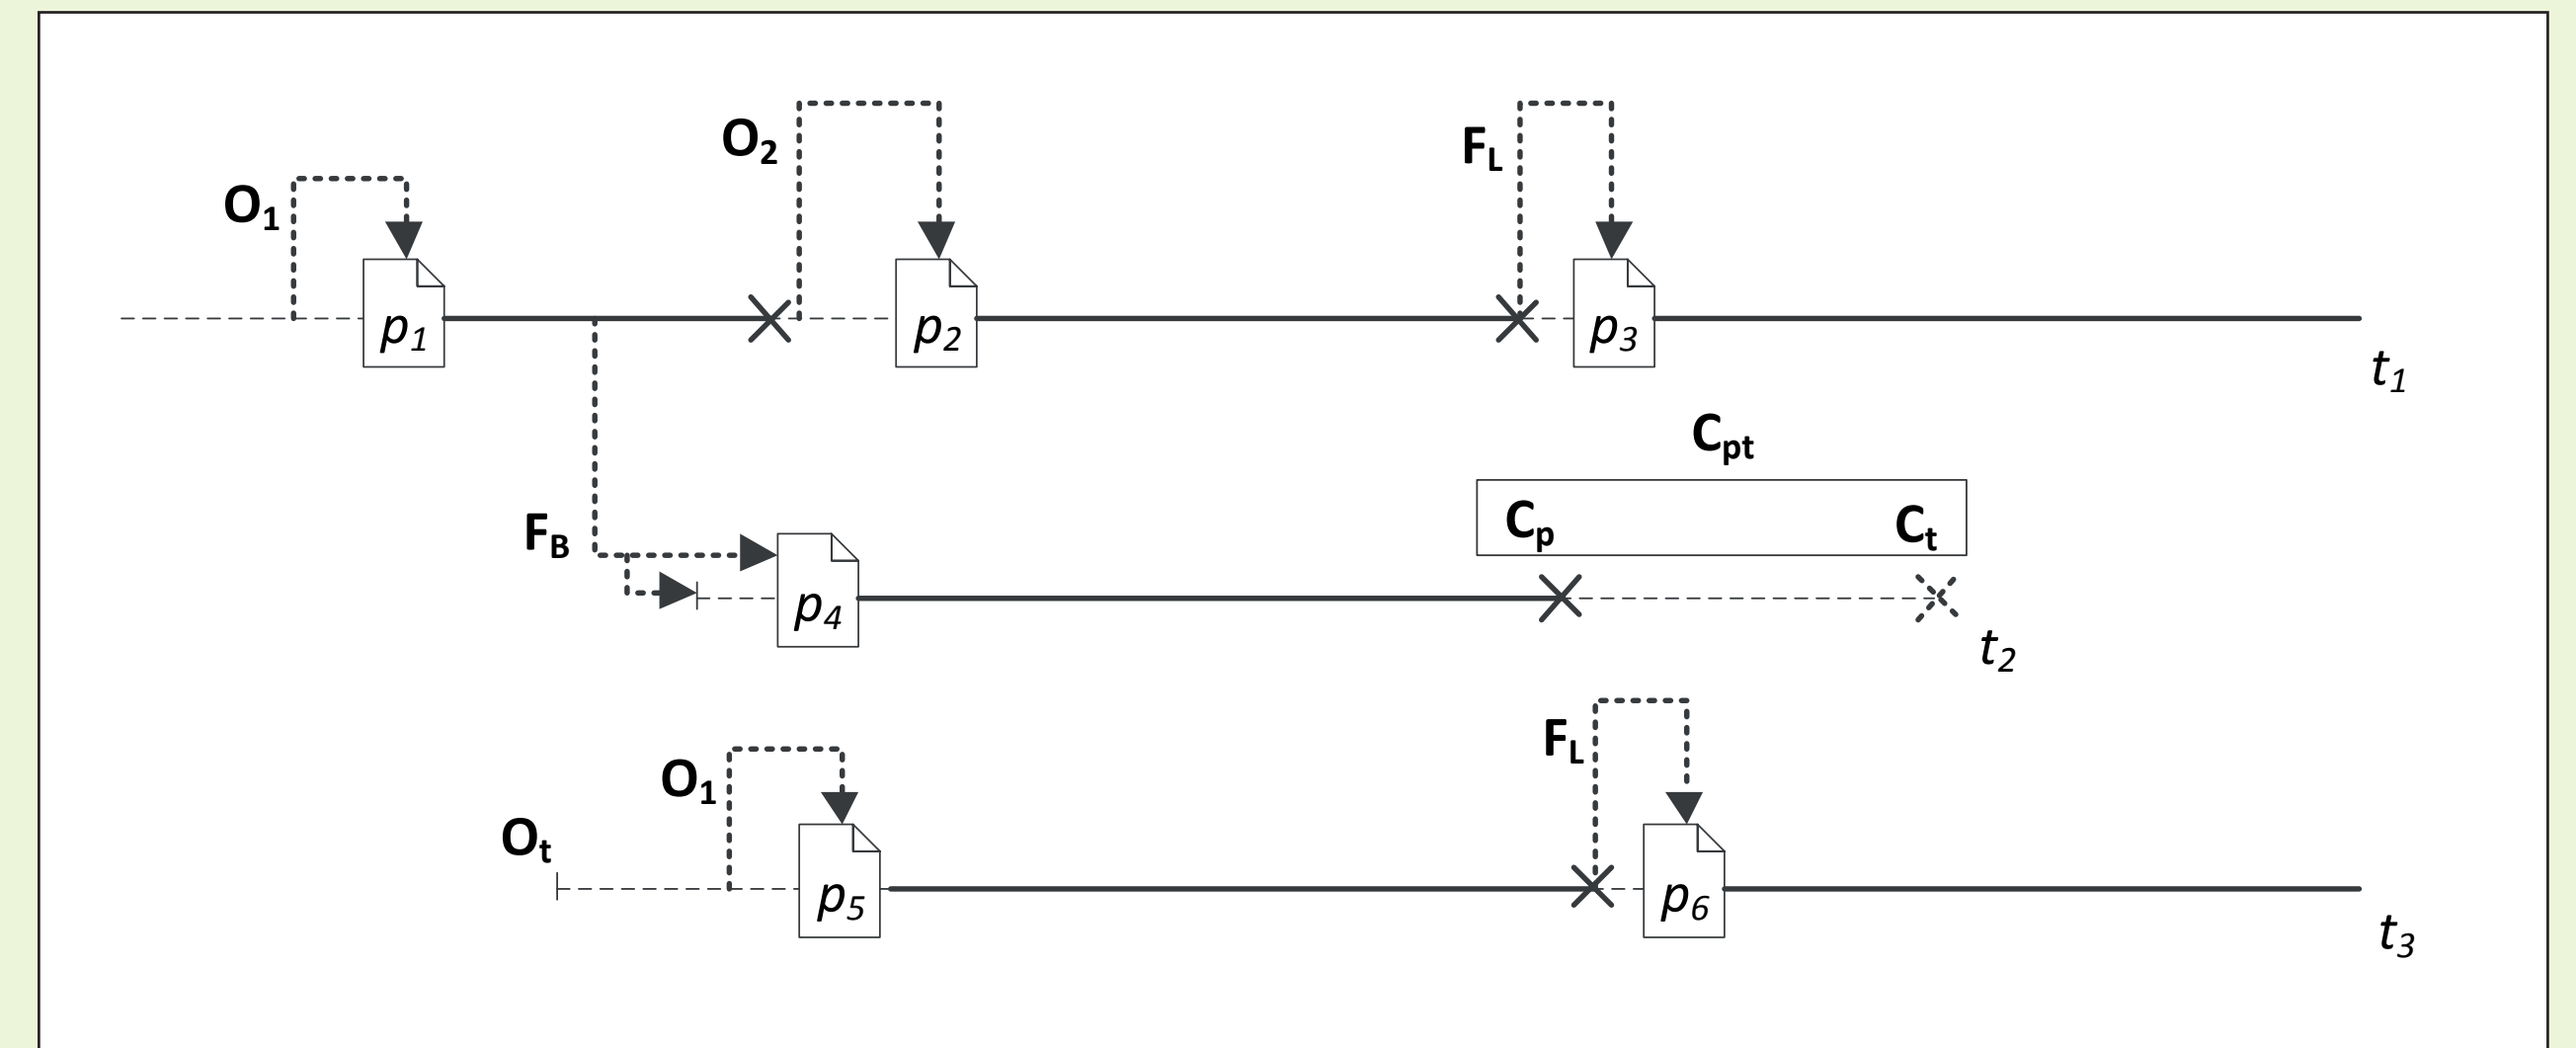 O₂
F_L
O₁
p₁
p₂
p₃
t₁
C_pt
F_B
C_p
C_t
p₄
t₂
F_L
O₁
O_t
p₅
p₆
t₃